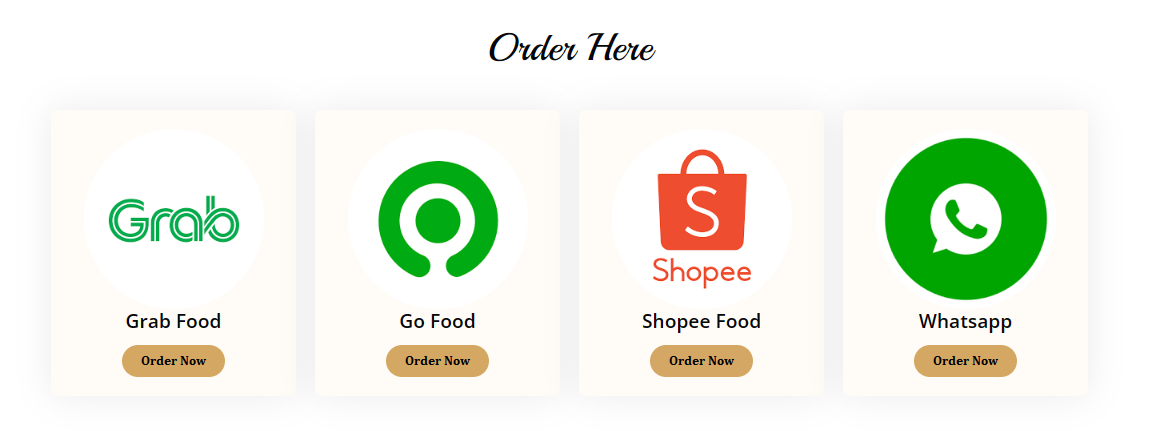 Order Here
Grab
Shopee
Grab Food
Go Food
Shopee Food
Whatsapp
Order Now
Order Now
Order Now
Order Now